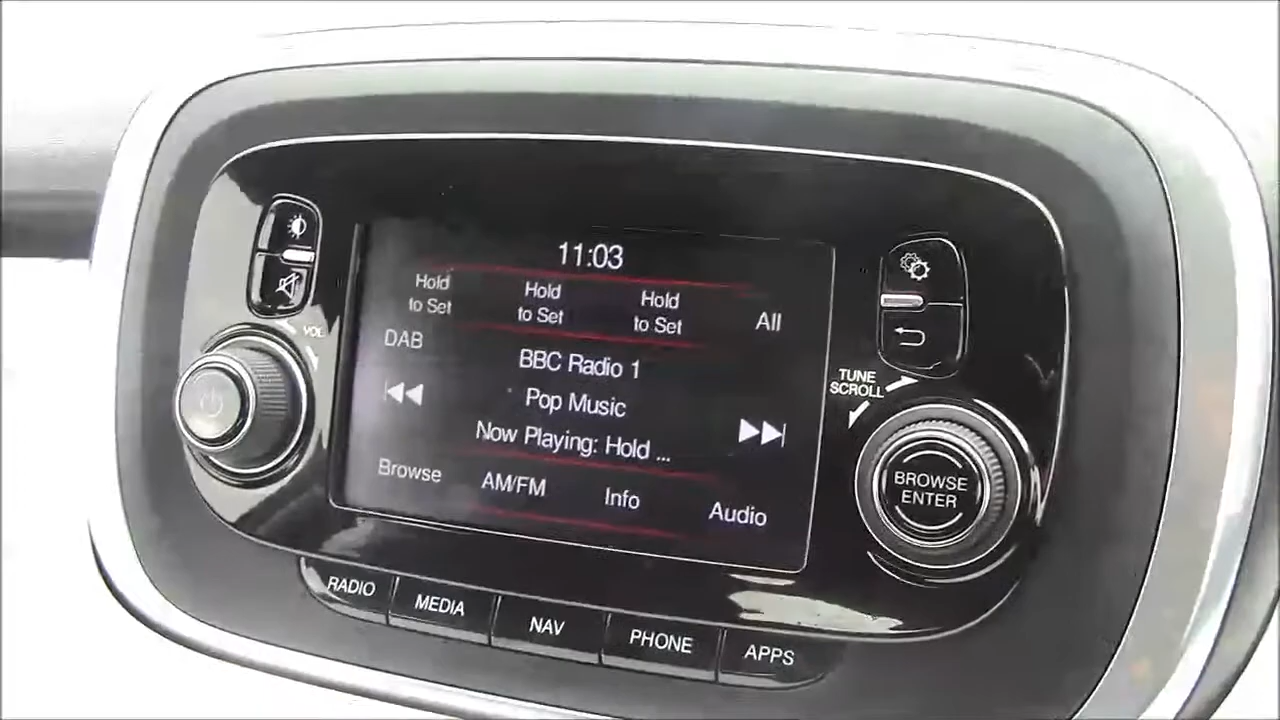 11:03
Hold to Set
Hold to Set
Hold to Set
All
DAB
BBC Radio 1
Pop Music
Now Playing: Hold ...
Browse
AM/FM
Info
Audio
VOL
TUNE
SCROLL
BROWSE
ENTER
RADIO
MEDIA
NAV
PHONE
APPS